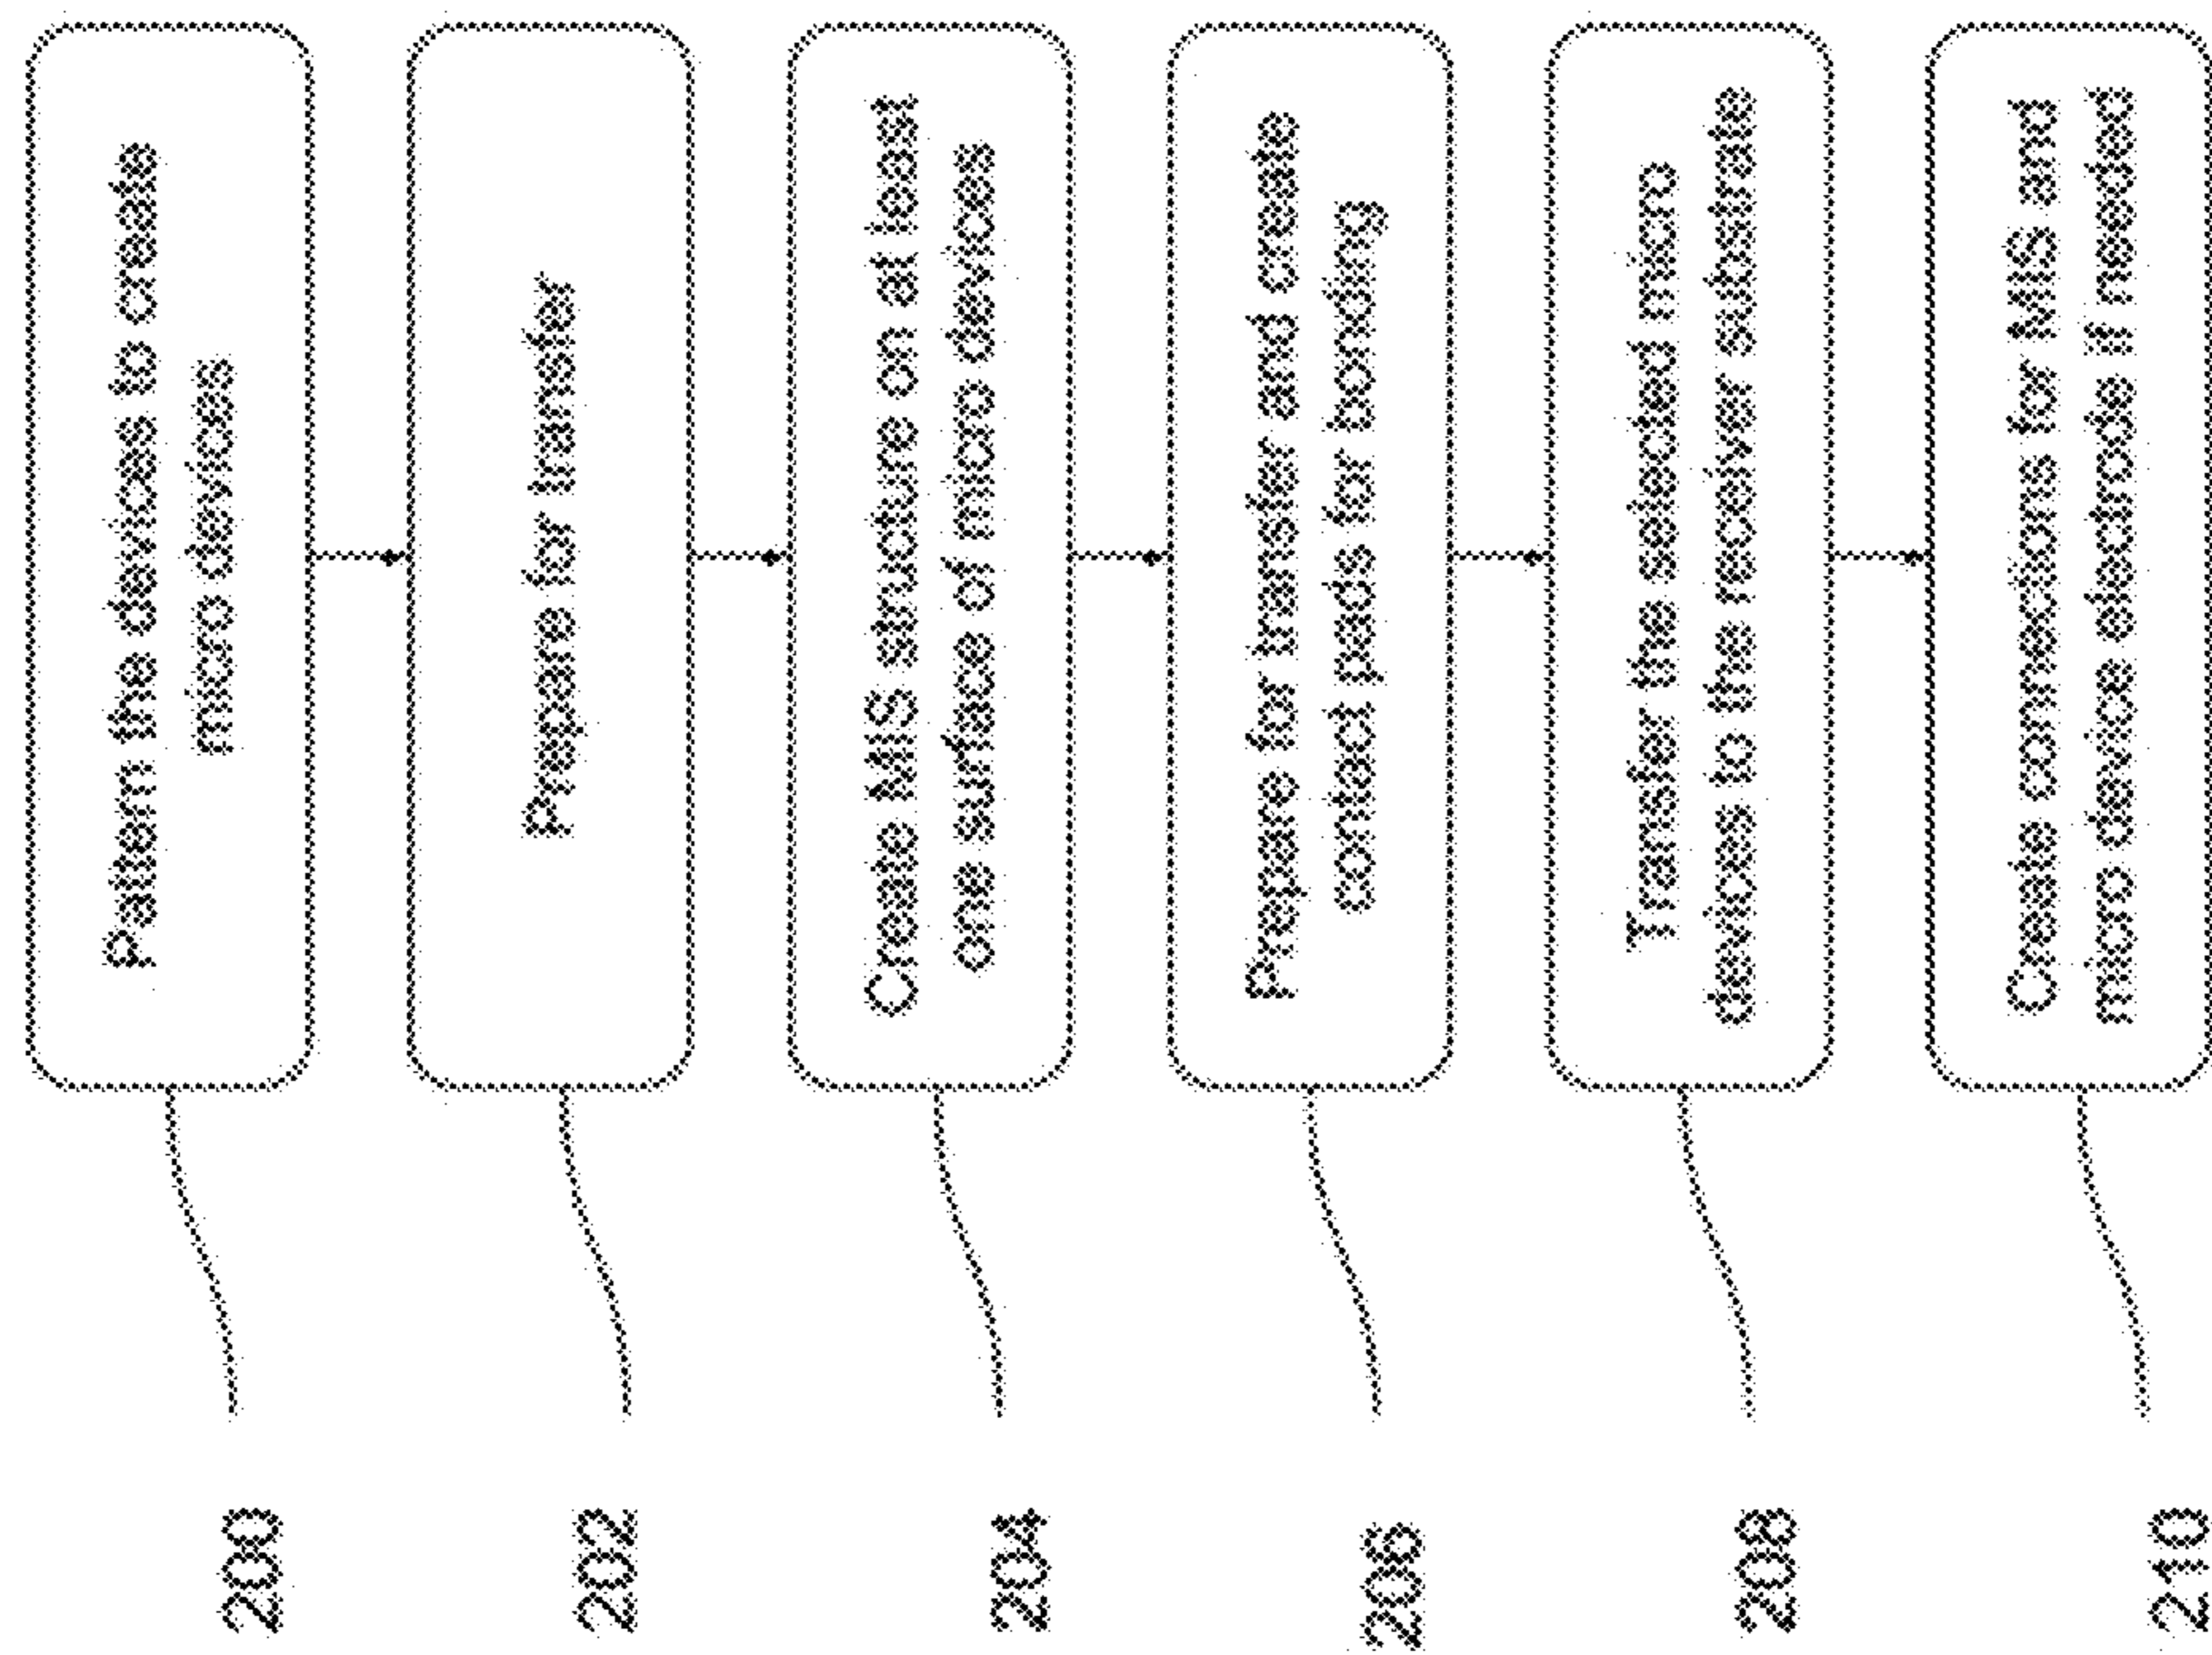 200
Pattern the devices to create
micro devices
202
Prepare for transfer
204
Create MIS structure on at least
one surface of micro devices
206
Prepare for transfer and create
contact pads for bonding
208
Transfer the selected micro
devices to the receiver substrate
210
Create connections for MIS and
micro device electrode if needed